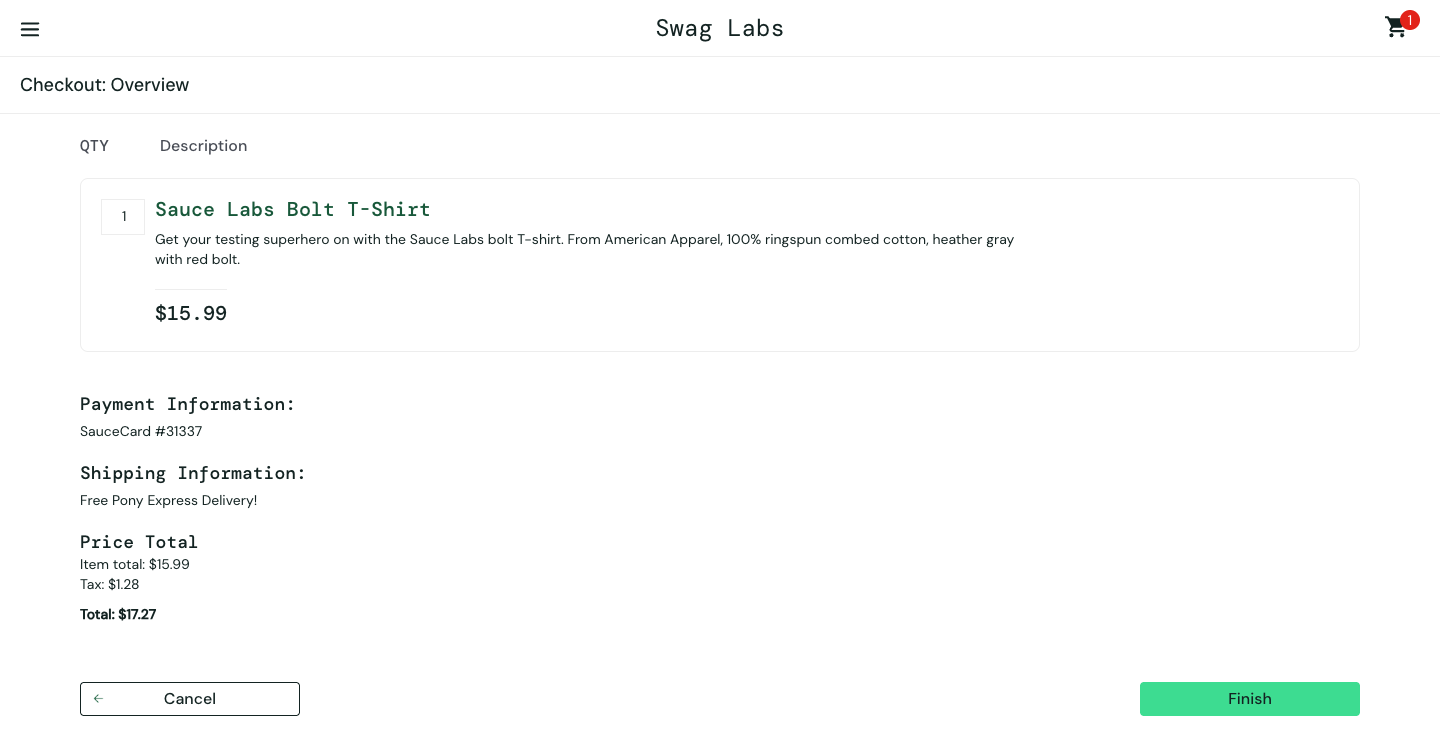 Swag Labs
1
Checkout: Overview
QTY Description
1
Sauce Labs Bolt T-Shirt
Get your testing superhero on with the Sauce Labs bolt T-shirt. From American Apparel, 100% ringspun combed cotton, heather gray
with red bolt.
$15.99
Payment Information:
SauceCard #31337
Shipping Information:
Free Pony Express Delivery!
Price Total
Item total: $15.99
Tax: $1.28
Total: $17.27
Cancel
Finish